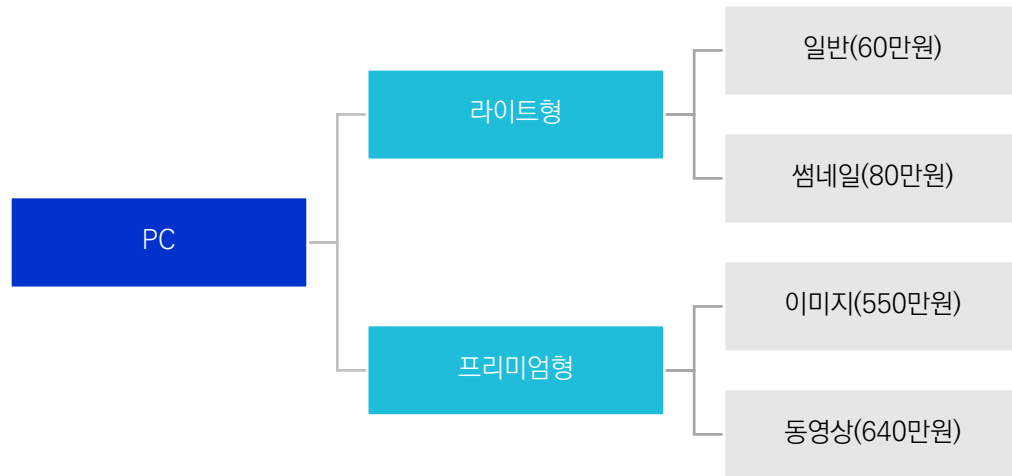 PC
라이트형
일반(60만원)
썸네일(80만원)
프리미엄형
이미지(550만원)
동영상(640만원)